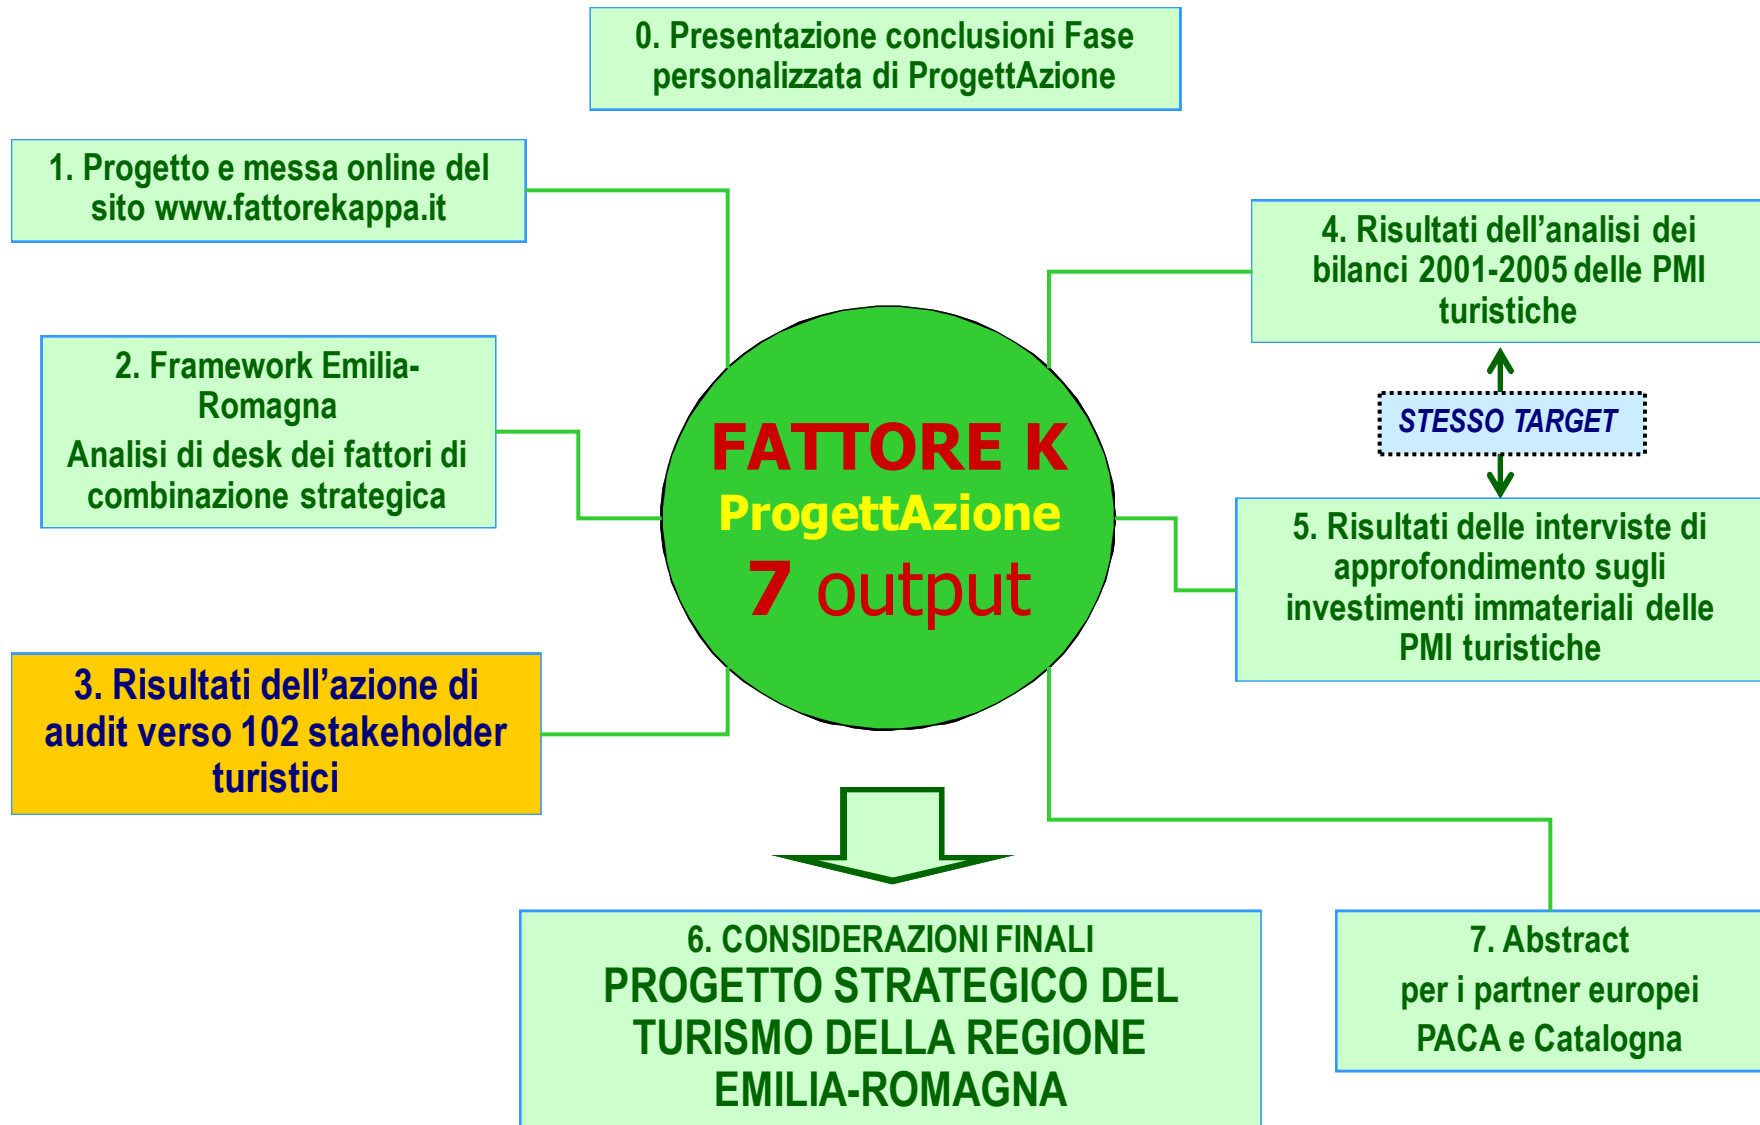 0. Presentazione conclusioni Fase
personalizzata di ProgettAzione
1. Progetto e messa online del
sito www.fattorekappa.it
2. Framework Emilia-
Romagna
Analisi di desk dei fattori di
combinazione strategica
3. Risultati dell’azione di
audit verso 102 stakeholder
turistici
FATTORE K
ProgettAzione
7 output
4. Risultati dell’analisi dei
bilanci 2001-2005 delle PMI
turistiche
STESSO TARGET
5. Risultati delle interviste di
approfondimento sugli
investimenti immateriali delle
PMI turistiche
6. CONSIDERAZIONI FINALI
PROGETTO STRATEGICO DEL
TURISMO DELLA REGIONE
EMILIA-ROMAGNA
7. Abstract
per i partner europei
PACA e Catalogna